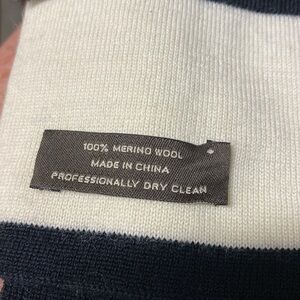 100% MERINO WOOL
MADE IN CHINA
PROFESSIONALLY DRY CLEAN